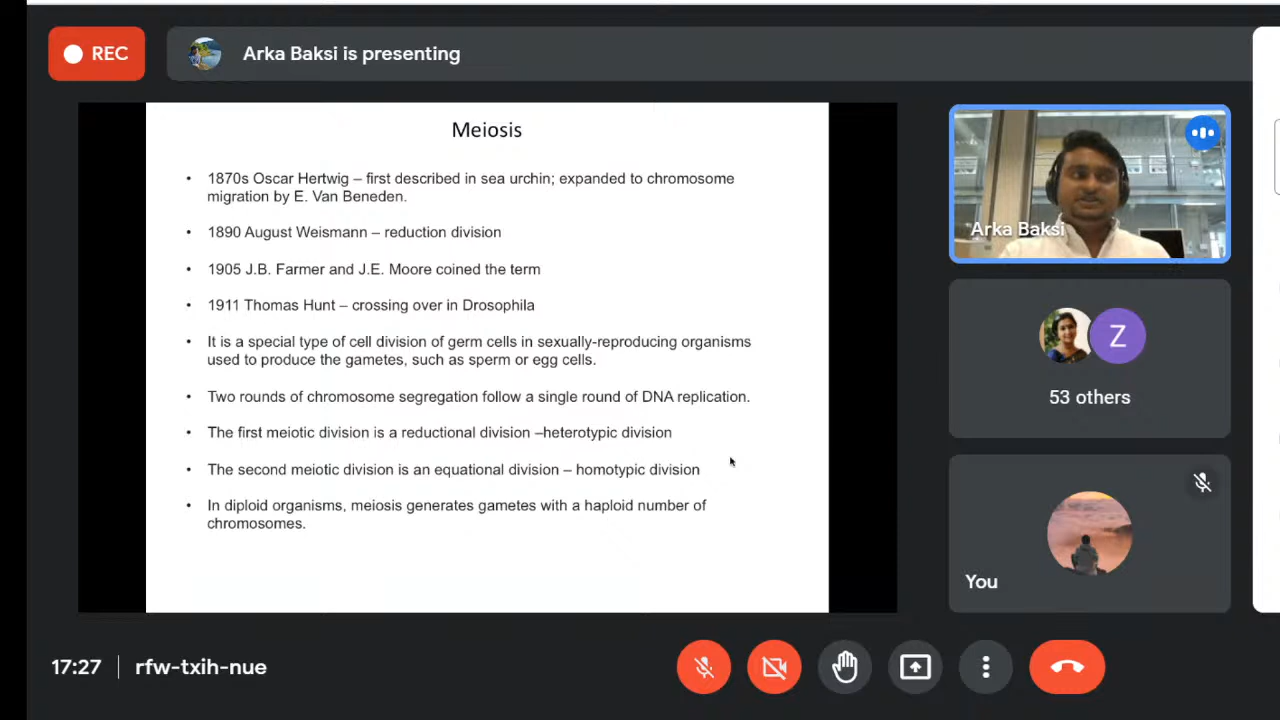 REC
Arka Baksi is presenting
Meiosis
• 1870s Oscar Hertwig – first described in sea urchin; expanded to chromosome
migration by E. Van Beneden.
• 1890 August Weismann – reduction division
• 1905 J.B. Farmer and J.E. Moore coined the term
• 1911 Thomas Hunt – crossing over in Drosophila
• It is a special type of cell division of germ cells in sexually-reproducing organisms
used to produce the gametes, such as sperm or egg cells.
• Two rounds of chromosome segregation follow a single round of DNA replication.
• The first meiotic division is a reductional division –heterotypic division
• The second meiotic division is an equational division – homotypic division
• In diploid organisms, meiosis generates gametes with a haploid number of
chromosomes.
Arka Baksi
Z
53 others
You
17:27 | rfw-txih-nue